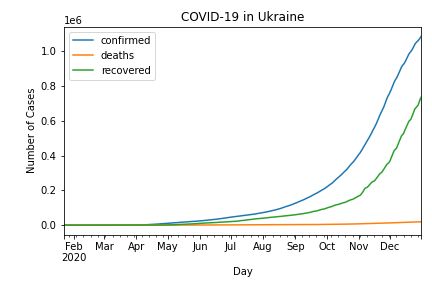 COVID-19 in Ukraine
1e6
confirmed
deaths
recovered
Number of Cases
1.0
0.8
0.6
0.4
0.2
0.0
Feb Mar Apr May Jun Jul Aug Sep Oct Nov Dec
2020
Day